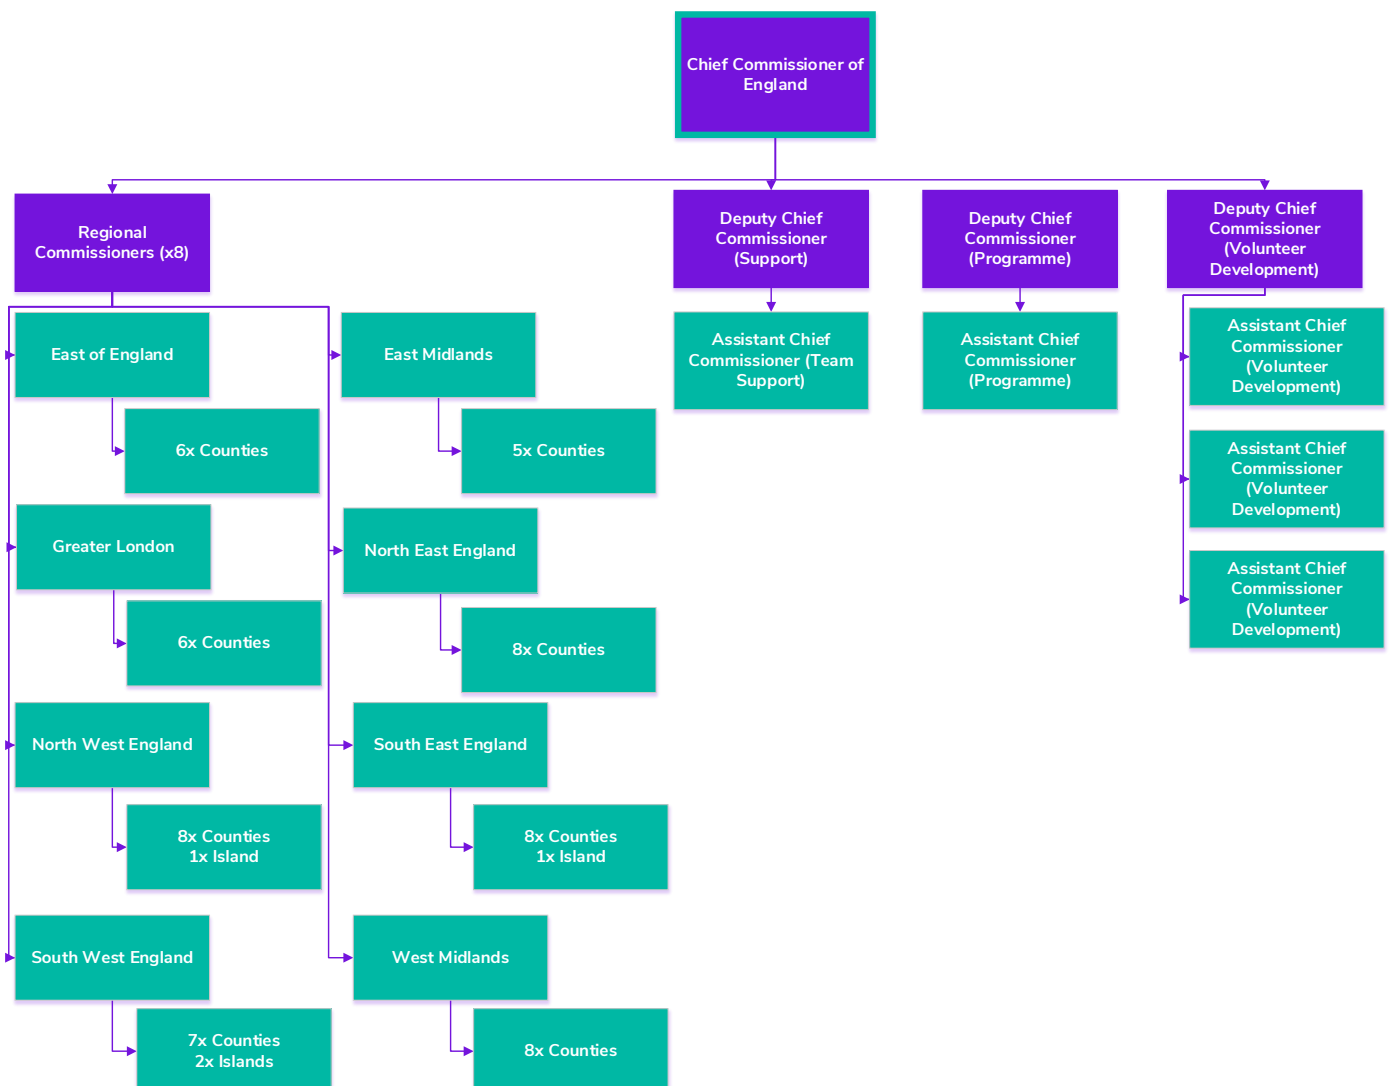 Chief Commissioner of
England
Regional
Commissioners (x8)
Deputy Chief
Commissioner
(Support)
Deputy Chief
Commissioner
(Programme)
Deputy Chief
Commissioner
(Volunteer
Development)
East of England
6x Counties
Greater London
6x Counties
North West England
8x Counties
1x Island
South West England
7x Counties
2x Islands
East Midlands
5x Counties
North East England
8x Counties
South East England
8x Counties
1x Island
West Midlands
8x Counties
Assistant Chief
Commissioner (Team
Support)
Assistant Chief
Commissioner
(Programme)
Assistant Chief
Commissioner
(Volunteer
Development)
Assistant Chief
Commissioner
(Volunteer
Development)
Assistant Chief
Commissioner
(Volunteer
Development)